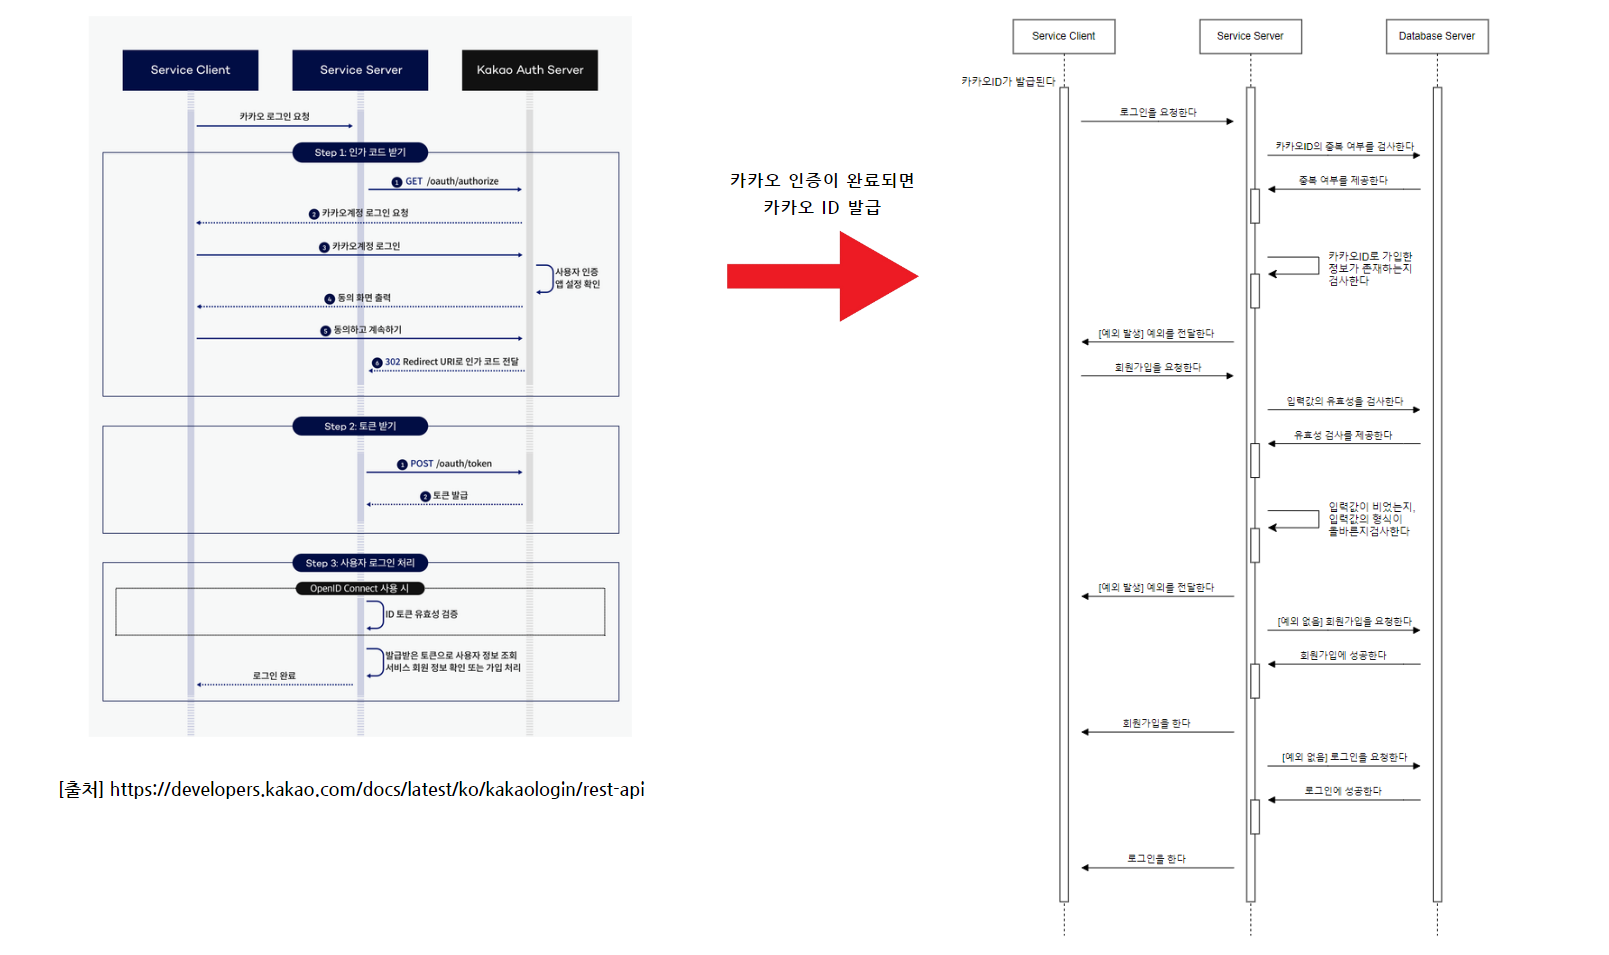 Service Client
Service Server
Kakao Auth Server
카카오 로그인 요청
Step 1: 인가 코드 받기
1 GET /oauth/authorize
2 카카오계정 로그인 요청
3 카카오계정 로그인
사용자 인증
앱 설정 확인
4 동의 화면 출력
5 동의하고 계속하기
6 302 Redirect URI로 인가 코드 전달
Step 2: 토큰 받기
1 POST /oauth/token
2 토큰 발급
Step 3: 사용자 로그인 처리
OpenID Connect 사용 시
ID 토큰 유효성 검증
발급받은 토큰으로 사용자 정보 조회
서비스 회원 정보 확인 또는 가입 처리
로그인 완료
[출처] https://developers.kakao.com/docs/latest/ko/kakaologin/rest-api
카카오 인증이 완료되면
카카오 ID 발급
Service Client
Service Server
Database Server
카카오ID가 발급된다
로그인을 요청한다
카카오ID의 중복 여부를 검사한다
중복 여부를 제공한다
카카오ID로 가입한
정보가 존재하는지
검사한다
[예외 발생] 예외를 전달한다
회원가입을 요청한다
입력값의 유효성을 검사한다
유효성 검사를 제공한다
입력값이 비었는지,
입력값의 형식이
올바른지검사한다
[예외 발생] 예외를 전달한다
[예외 없음] 회원가입을 요청한다
회원가입에 성공한다
회원가입을 한다
[예외 없음] 로그인을 요청한다
로그인에 성공한다
로그인을 한다